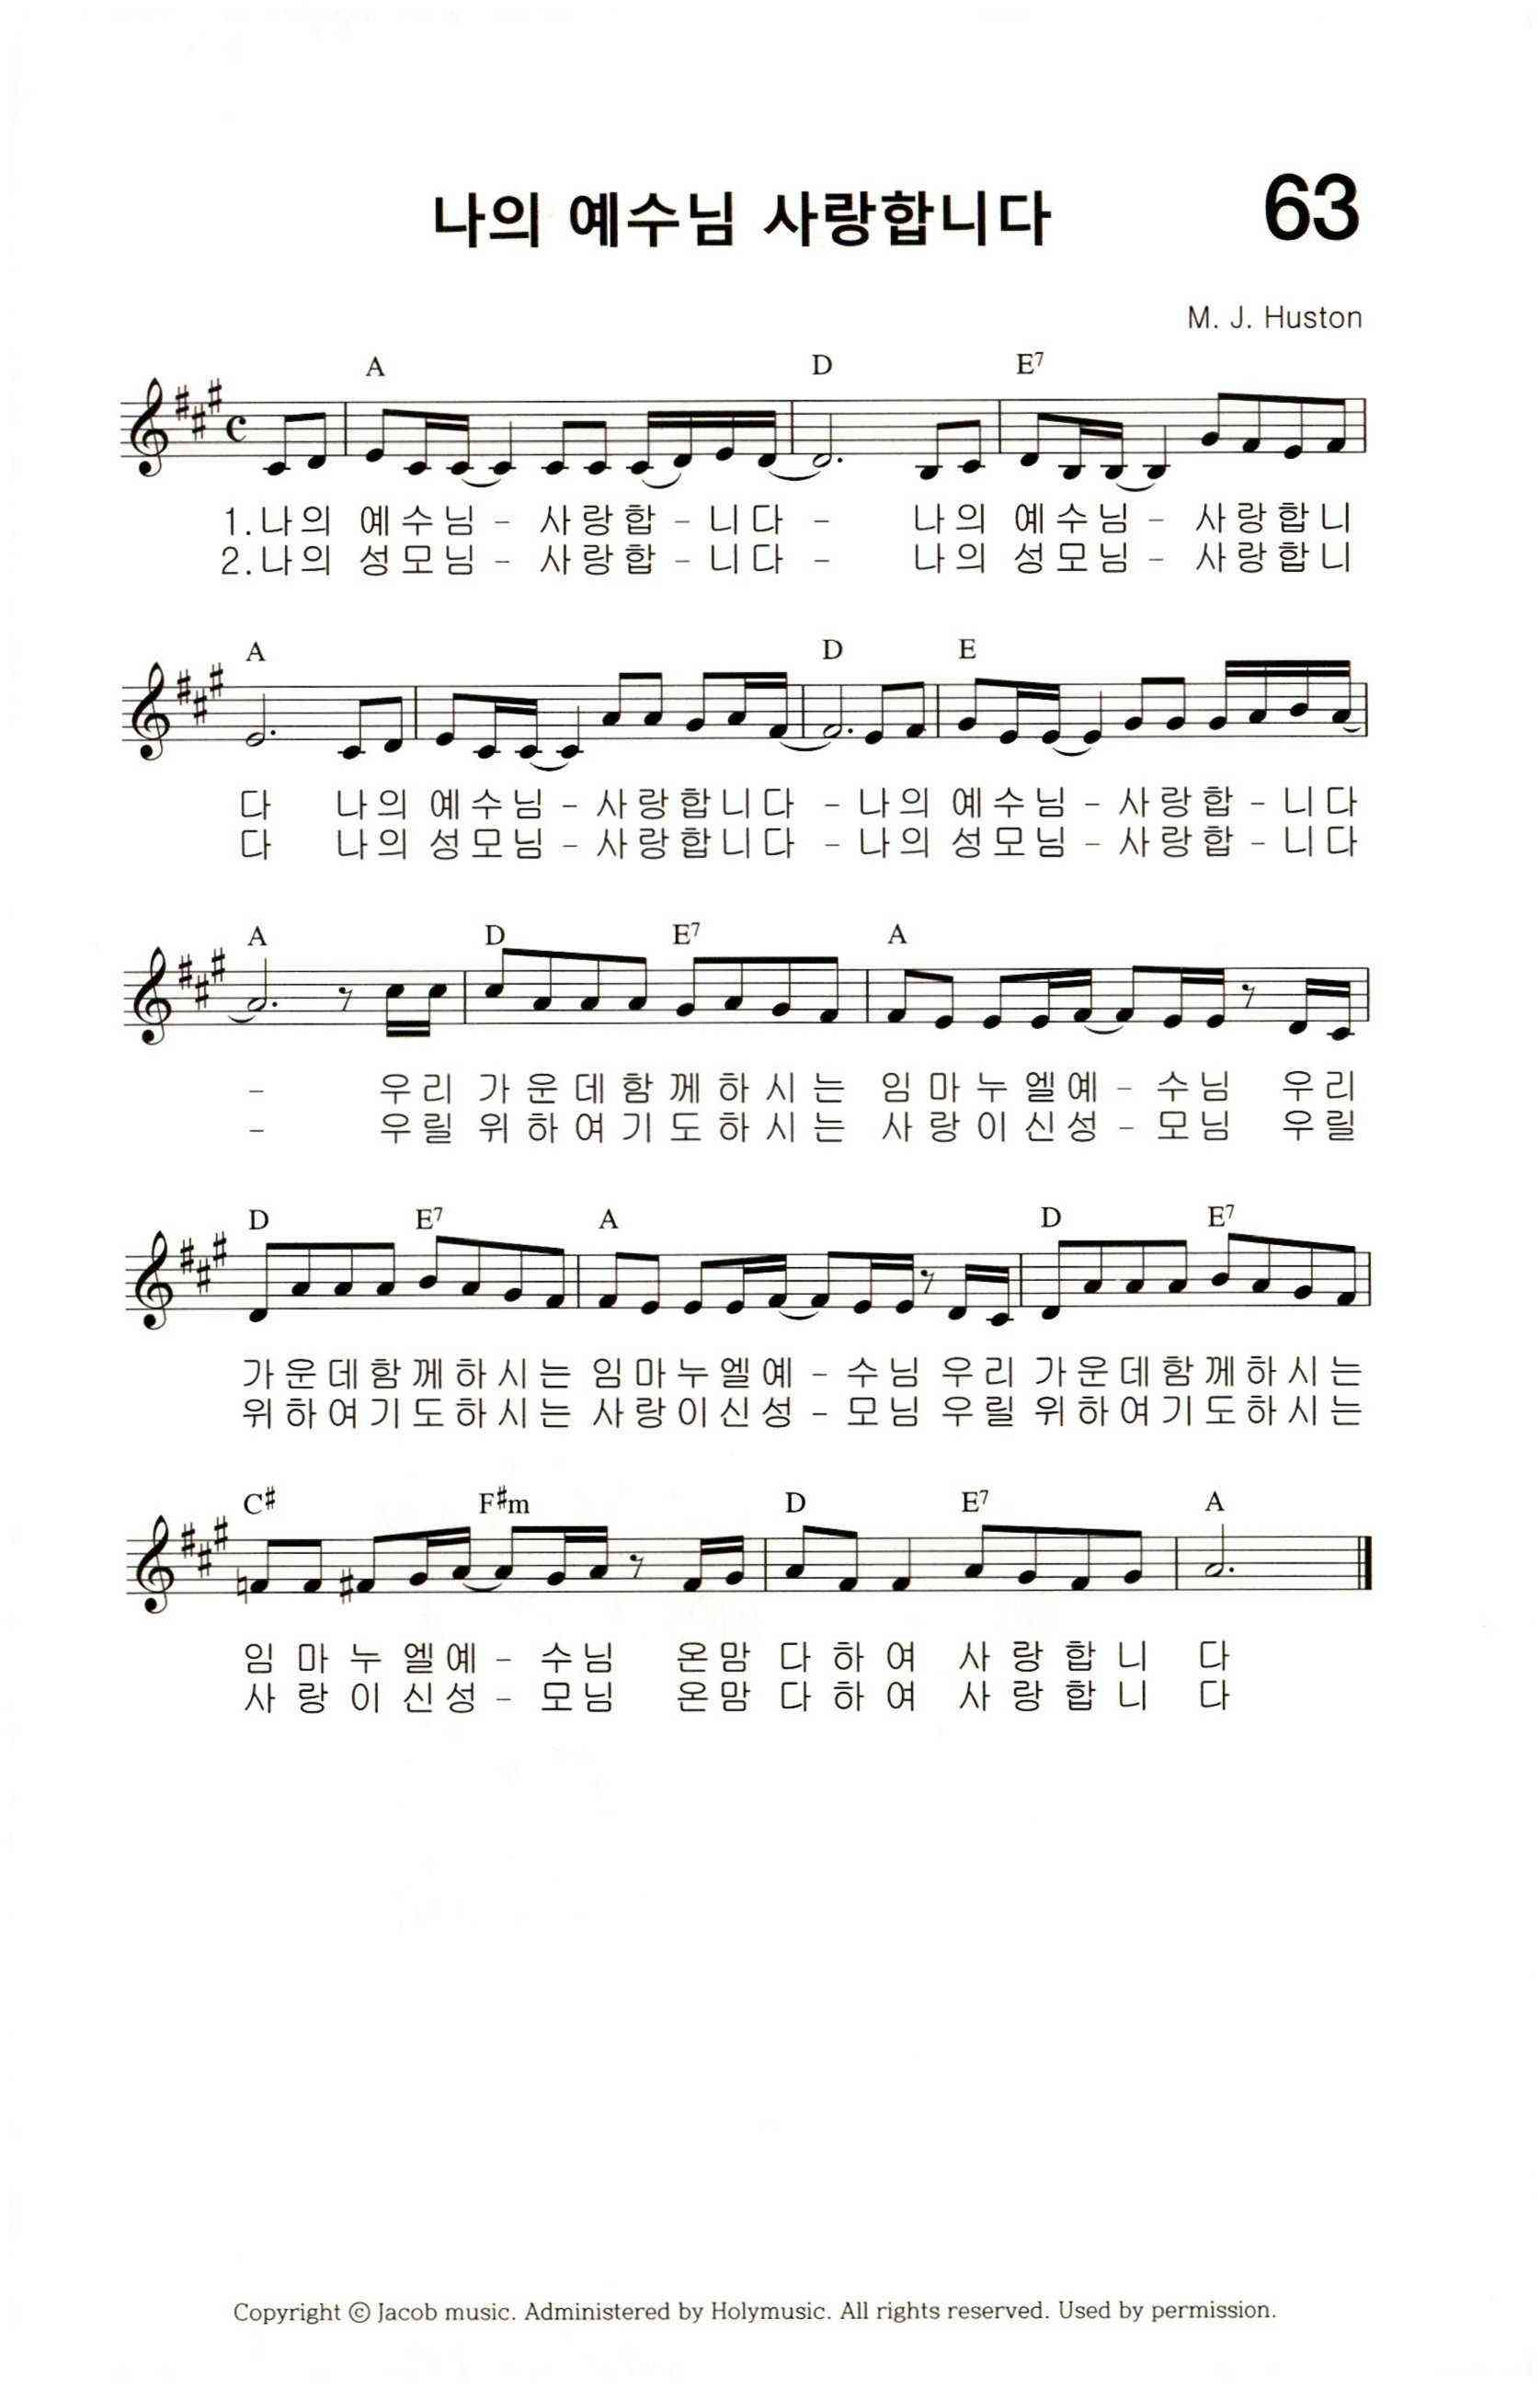 나의 예수님 사랑합니다 63
M. J. Huston
A D E7
1.나의 예수님 - 사랑합 - 니다 - 나의 예수님 - 사랑합니
2.나의 성모님 - 사랑합 - 니다 - 나의 성모님 - 사랑합니
A D E
다 나의 예수님 - 사랑합니다 - 나의 예수님 - 사랑합 - 니다
다 나의 성모님 - 사랑합니다 - 나의 성모님 - 사랑합 - 니다
A D E7 A
- 우리 가운데함께하시는 임마누엘예 - 수님 우리
- 우릴 위하여기도하시는 사랑이신성 - 모님 우릴
D E7 A D E7
가운데함께하시는 임마누엘예 - 수님 우리 가운데함께하시는
위하여기도하시는 사랑이신성 - 모님 우릴 위하여기도하시는
C# F#m D E7 A
임마누엘예 - 수님 온맘 다하여 사랑합니 다
사랑이신성 - 모님 온맘 다하여 사랑합니 다
Copyright ⓒ Jacob music. Administered by Holymusic. All rights reserved. Used by permission.